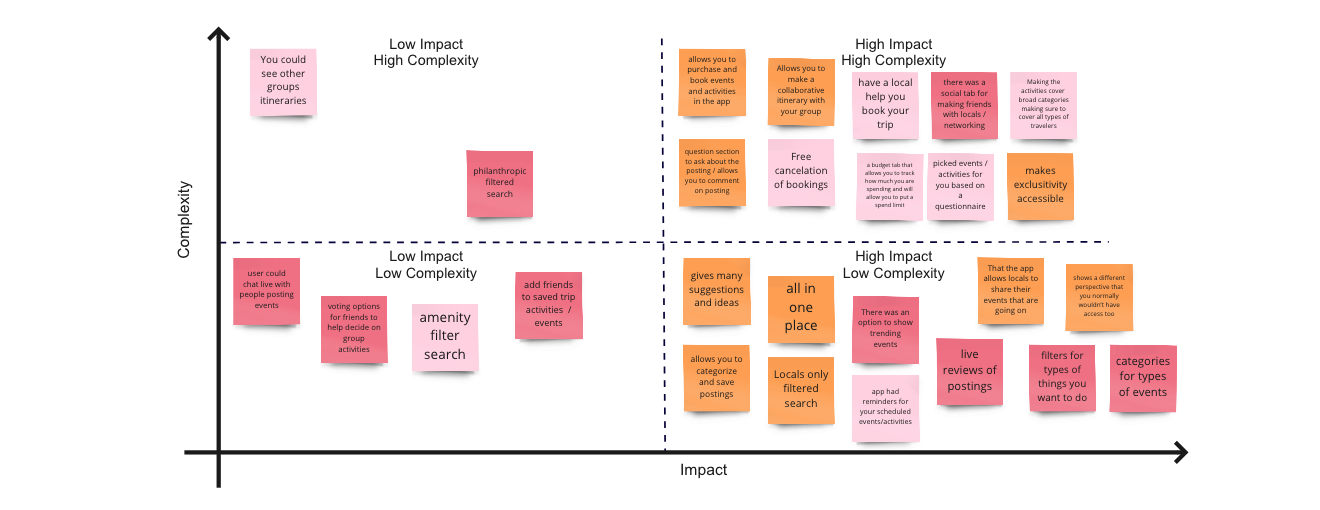 Low Impact
High Complexity
High Impact
High Complexity
You could
see other
groups
itineraries
philanthropic
filtered
search
allows you to
purchase and
book events
and activities
in the app
Allows you to
make a
collaborative
itinerary with
your group
have a local
help you
book your
trip
there was a
social tab for
making friends
with locals /
networking
Making the
activities cover
broad categories
making sure to
cover all types of
travelers
question section
to ask about the
posting / allows
you to comment
on posting
Free
cancelation
of bookings
a budget tab that
allows you to track
how much you are
spending and will
allow you to put a
spend limit
picked events /
activities for
you based on
a
questionnaire
makes
exclusitivity
accessible
Complexity
Low Impact
Low Complexity
High Impact
Low Complexity
user could
chat live with
people posting
events
voting options
for friends to
help decide on
group
activities
amenity
filter
search
add friends
to saved trip
activities /
events
gives many
suggestions
and ideas
all in
one
place
There was an
option to show
trending
events
That the app
allows locals to
share their
events that are
going on
shows a different
perspective that
you normally
wouldn't have
access too
allows you to
categorize
and save
postings
Locals only
filtered
search
app had
reminders for
your scheduled
events/activities
live
reviews of
postings
filters for
types of
things you
want to do
categories
for types
of events
Impact